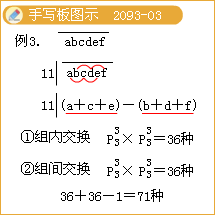 手写板图示 2093-03
例3. abcdef
11 abcdef
11 (a+c+e)-(b+d+f)
①组内交换 P₃³×P₃³=36种
②组间交换 P₃³×P₃³=36种
36+36-1=71种